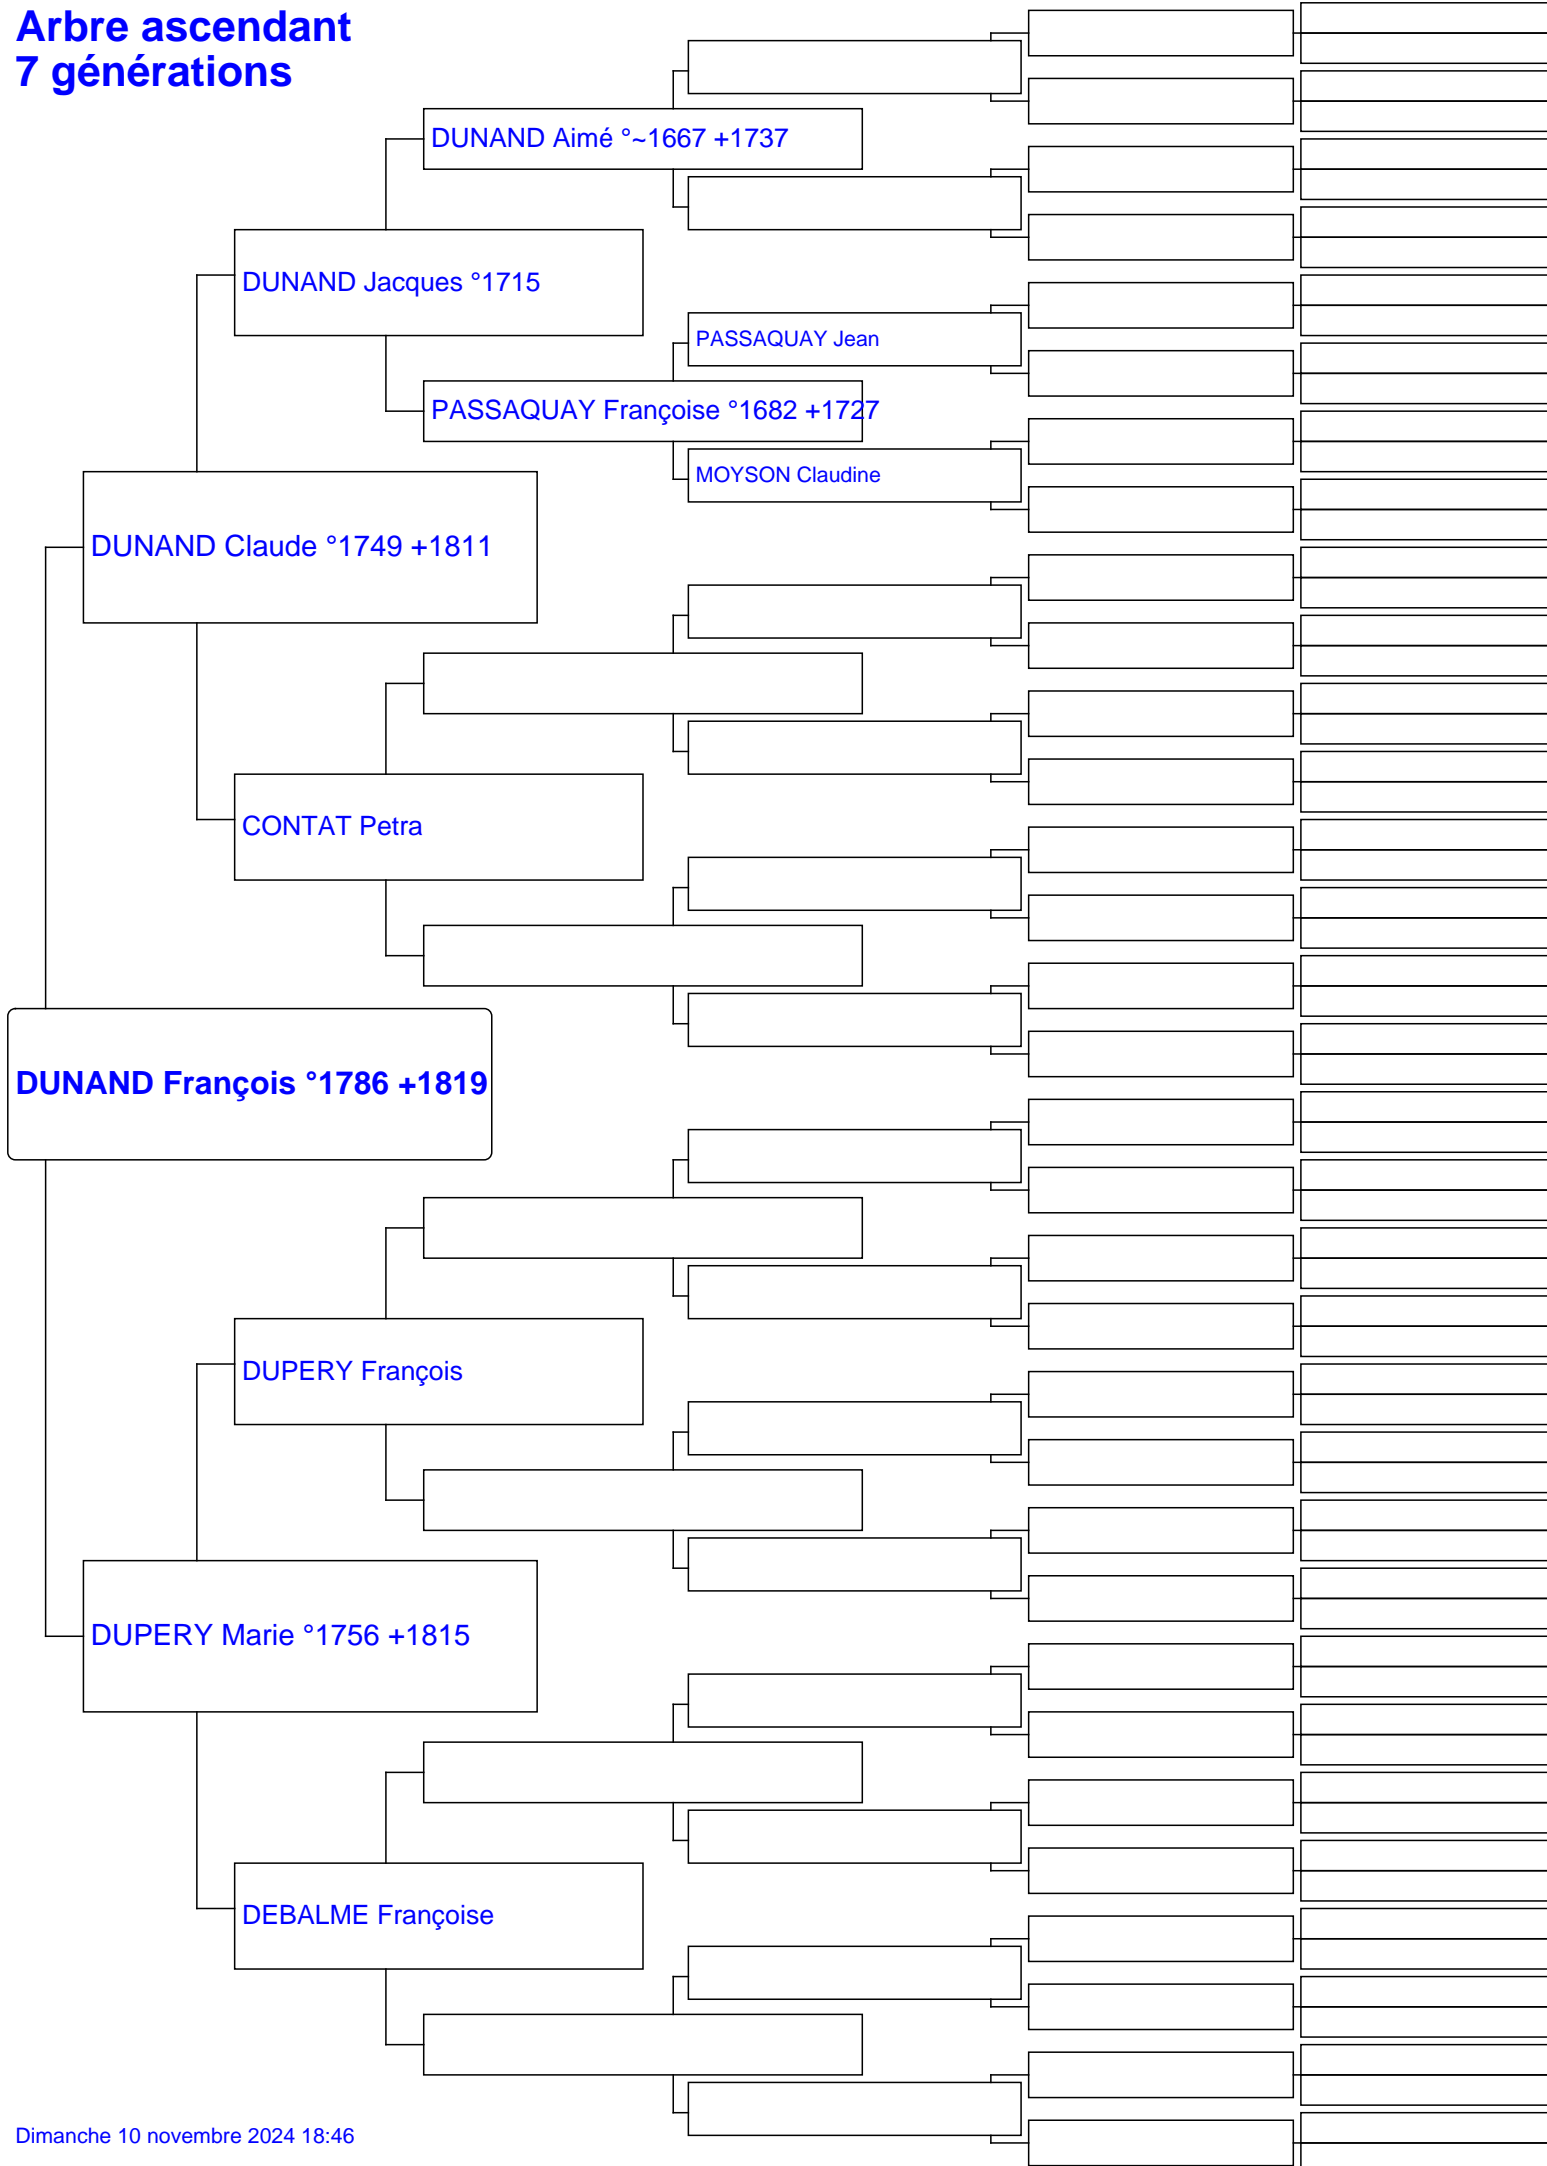 Arbre ascendant
7 générations
DUNAND Aimé °~1667 +1737
DUNAND Jacques °1715
PASSAQUAY Jean
PASSAQUAY Françoise °1682 +1727
MOYSON Claudine
DUNAND Claude °1749 +1811
CONTAT Petra
DUNAND François °1786 +1819
DUPERY François
DUPERY Marie °1756 +1815
DEBALME Françoise
Dimanche 10 novembre 2024 18:46